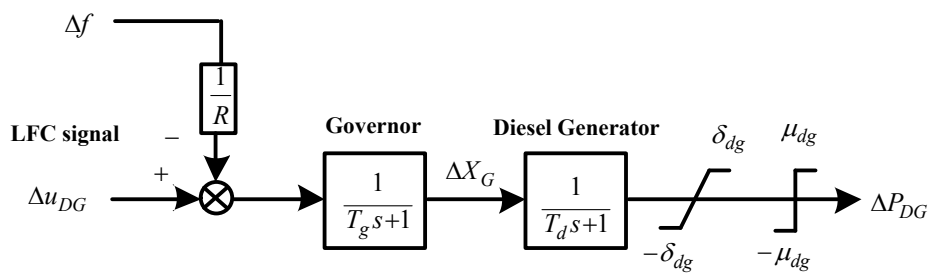 Δf
1
R
LFC signal
−
+
Δu_DG
Governor
1
T_g s+1
ΔX_G
Diesel Generator
1
T_d s+1
δ_dg
−δ_dg
μ_dg
−μ_dg
ΔP_DG